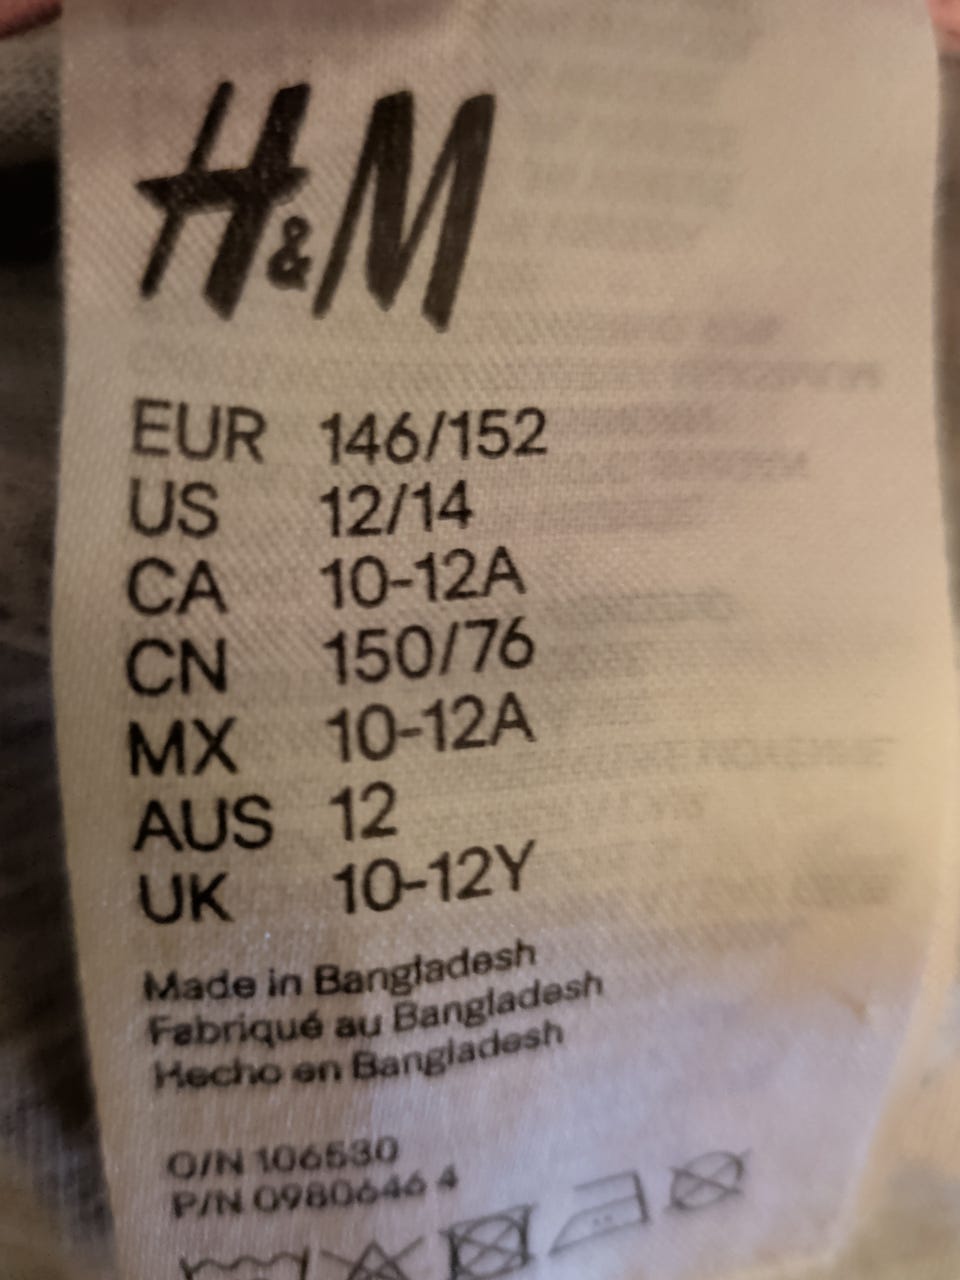 H&M
EUR 146/152
US 12/14
CA 10-12A
CN 150/76
MX 10-12A
AUS 12
UK 10-12Y
Made in Bangladesh
Fabriqué au Bangladesh
Hecho en Bangladesh
O/N 106530
P/N 0980646 4